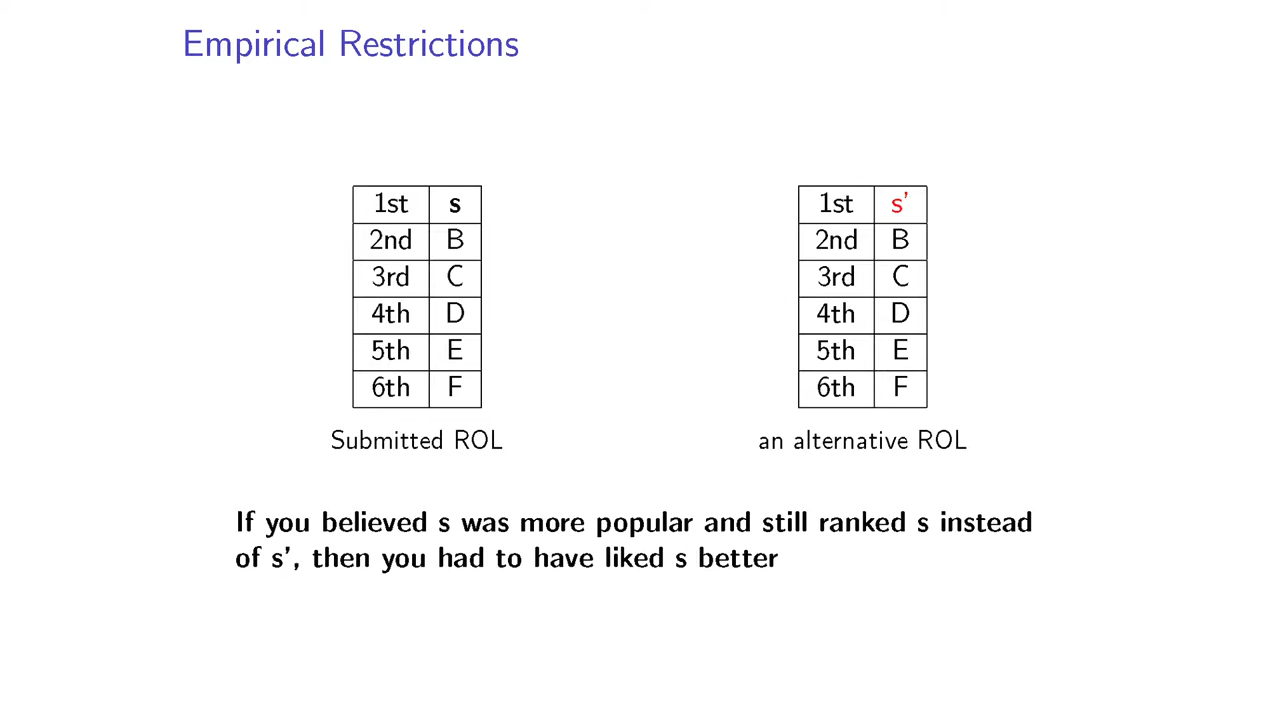 Empirical Restrictions
1st s
2nd B
3rd C
4th D
5th E
6th F
Submitted ROL
1st s'
2nd B
3rd C
4th D
5th E
6th F
an alternative ROL
If you believed s was more popular and still ranked s instead
of s', then you had to have liked s better